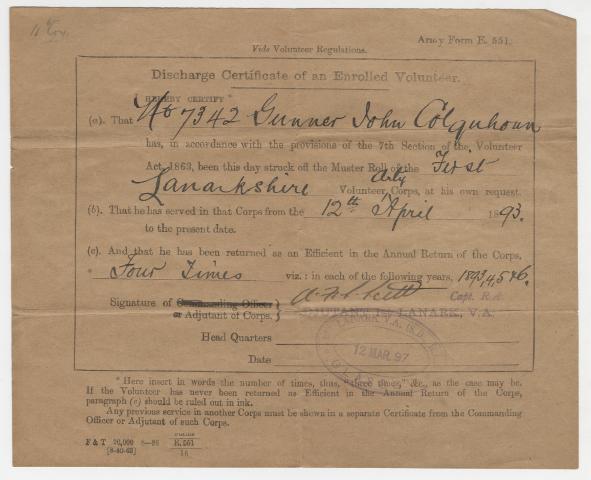 Army Form E. 551.
Vide Volunteer Regulations.
Discharge Certificate of an Enrolled Volunteer.
I HEREBY CERTIFY
(a). That No 7342 Gunner John Colquhoun
has, in accordance with the provisions of the 7th Section of the Volunteer
Act, 1863, been this day struck off the Muster Roll of the First
Lanarkshire Arty Volunteer Corps, at his own request.
(b). That he has served in that Corps from the 12th April 1893.
to the present date.
(c). And that he has been returned as an Efficient in the Annual Return of the Corps,
* Four Times viz.: in each of the following years, 1893,4,5&6.
Signature of Commanding Officer
or Adjutant of Corps.
Capt. R.A.
ADJUTANT 1st LANARK, V.A.
Head Quarters
12 MAR. 97
Date
* Here insert in words the number of times, thus, "three times," &c., as the case may be.
If the Volunteer has never been returned as Efficient in the Annual Return of the Corps,
paragraph (c) should be ruled out in ink.
Any previous service in another Corps must be shown in a separate Certificate from the Commanding
Officer or Adjutant of such Corps.
F & T 20,000 8—96 E.551
16